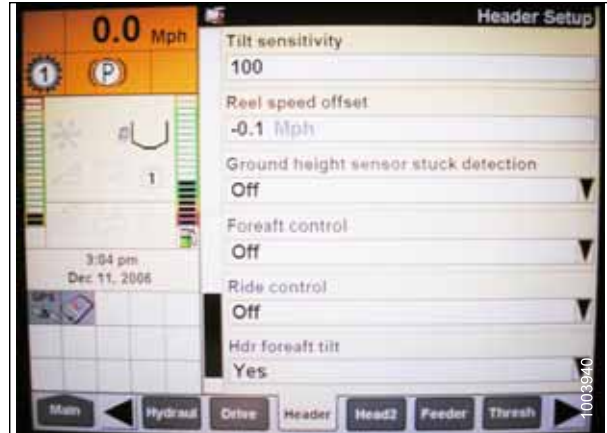 0.0 Mph
Header Setup
1
(P)
Tilt sensitivity
100
Reel speed offset
-0.1 Mph
Ground height sensor stuck detection
Off
1
Foreaft control
Off
3:04 pm
Dec 11, 2006
Ride control
Off
GPS
Hdr foreaft tilt
Yes
Main
Hydraul
Drive
Header
Head2
Feeder
Thresh
1003940